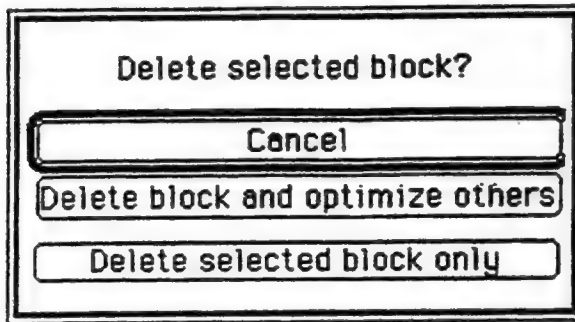 Delete selected block?
Cancel
Delete block and optimize others
Delete selected block only